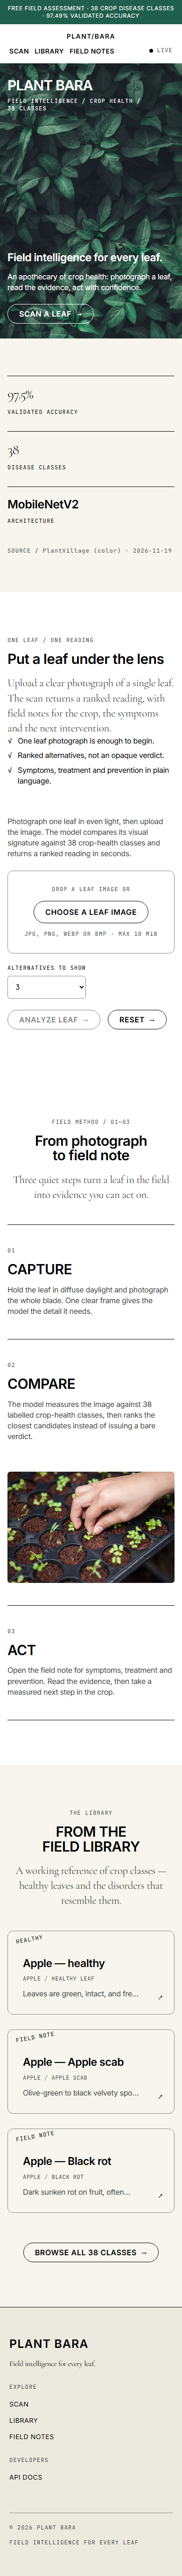 FREE FIELD ASSESSMENT · 38 CROP DISEASE CLASSES
· 97.49% VALIDATED ACCURACY
PLANT/BARA
SCAN LIBRARY FIELD NOTES
LIVE
PLANT BARA
FIELD INTELLIGENCE / CROP HEALTH /
38 CLASSES
Field intelligence for every leaf.
An apothecary of crop health: photograph a leaf,
read the evidence, act with confidence.
SCAN A LEAF →
97.5%
VALIDATED ACCURACY
38
DISEASE CLASSES
MobileNetV2
ARCHITECTURE
SOURCE / PlantVillage (color) · 2026-11-19
ONE LEAF / ONE READING
Put a leaf under the lens
Upload a clear photograph of a single leaf.
The scan returns a ranked reading, with
field notes for the crop, the symptoms
and the next intervention.
√ One leaf photograph is enough to begin.
√ Ranked alternatives, not an opaque verdict.
√ Symptoms, treatment and prevention in plain
language.
Photograph one leaf in even light, then upload
the image. The model compares its visual
signature against 38 crop-health classes and
returns a ranked reading in seconds.
DROP A LEAF IMAGE OR
CHOOSE A LEAF IMAGE
JPG, PNG, WEBP OR BMP · MAX 10 MIB
ALTERNATIVES TO SHOW
3
ANALYZE LEAF →
RESET →
FIELD METHOD / 01—03
From photograph
to field note
Three quiet steps turn a leaf in the field
into evidence you can act on.
01
CAPTURE
Hold the leaf in diffuse daylight and photograph
the whole blade. One clear frame gives the
model the detail it needs.
02
COMPARE
The model measures the image against 38
labelled crop-health classes, then ranks the
closest candidates instead of issuing a bare
verdict.
03
ACT
Open the field note for symptoms, treatment and
prevention. Read the evidence, then take a
measured next step in the crop.
THE LIBRARY
FROM THE
FIELD LIBRARY
A working reference of crop classes —
healthy leaves and the disorders that
resemble them.
HEALTHY
Apple — healthy
APPLE / HEALTHY LEAF
Leaves are green, intact, and fre...
↗
FIELD NOTE
Apple — Apple scab
APPLE / APPLE SCAB
Olive-green to black velvety spo...
↗
FIELD NOTE
Apple — Black rot
APPLE / BLACK ROT
Dark sunken rot on fruit, often...
↗
BROWSE ALL 38 CLASSES →
PLANT BARA
Field intelligence for every leaf.
EXPLORE
SCAN
LIBRARY
FIELD NOTES
DEVELOPERS
API DOCS
© 2026 PLANT BARA
FIELD INTELLIGENCE FOR EVERY LEAF